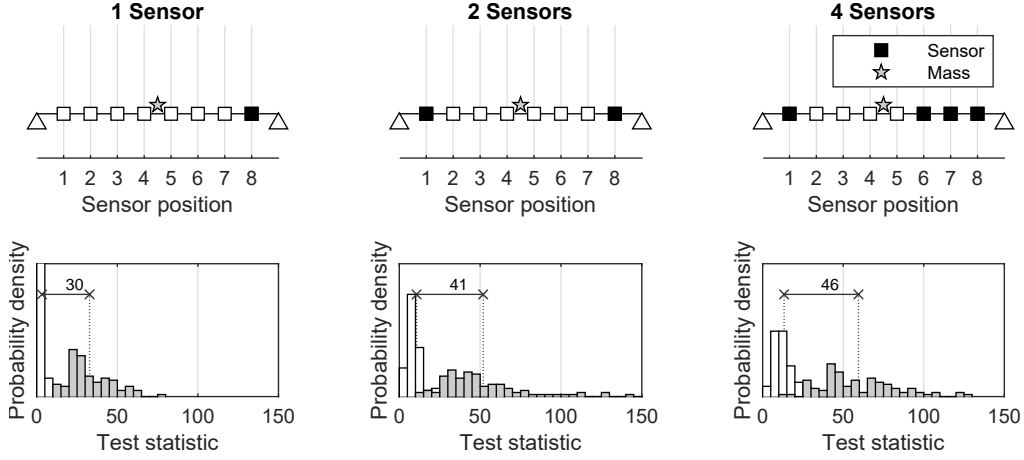 1 Sensor
2 Sensors
4 Sensors
Sensor
Mass
1 2 3 4 5 6 7 8
Sensor position
1 2 3 4 5 6 7 8
Sensor position
1 2 3 4 5 6 7 8
Sensor position
Probability density
30
0 50 100 150
Test statistic
Probability density
41
0 50 100 150
Test statistic
Probability density
46
0 50 100 150
Test statistic